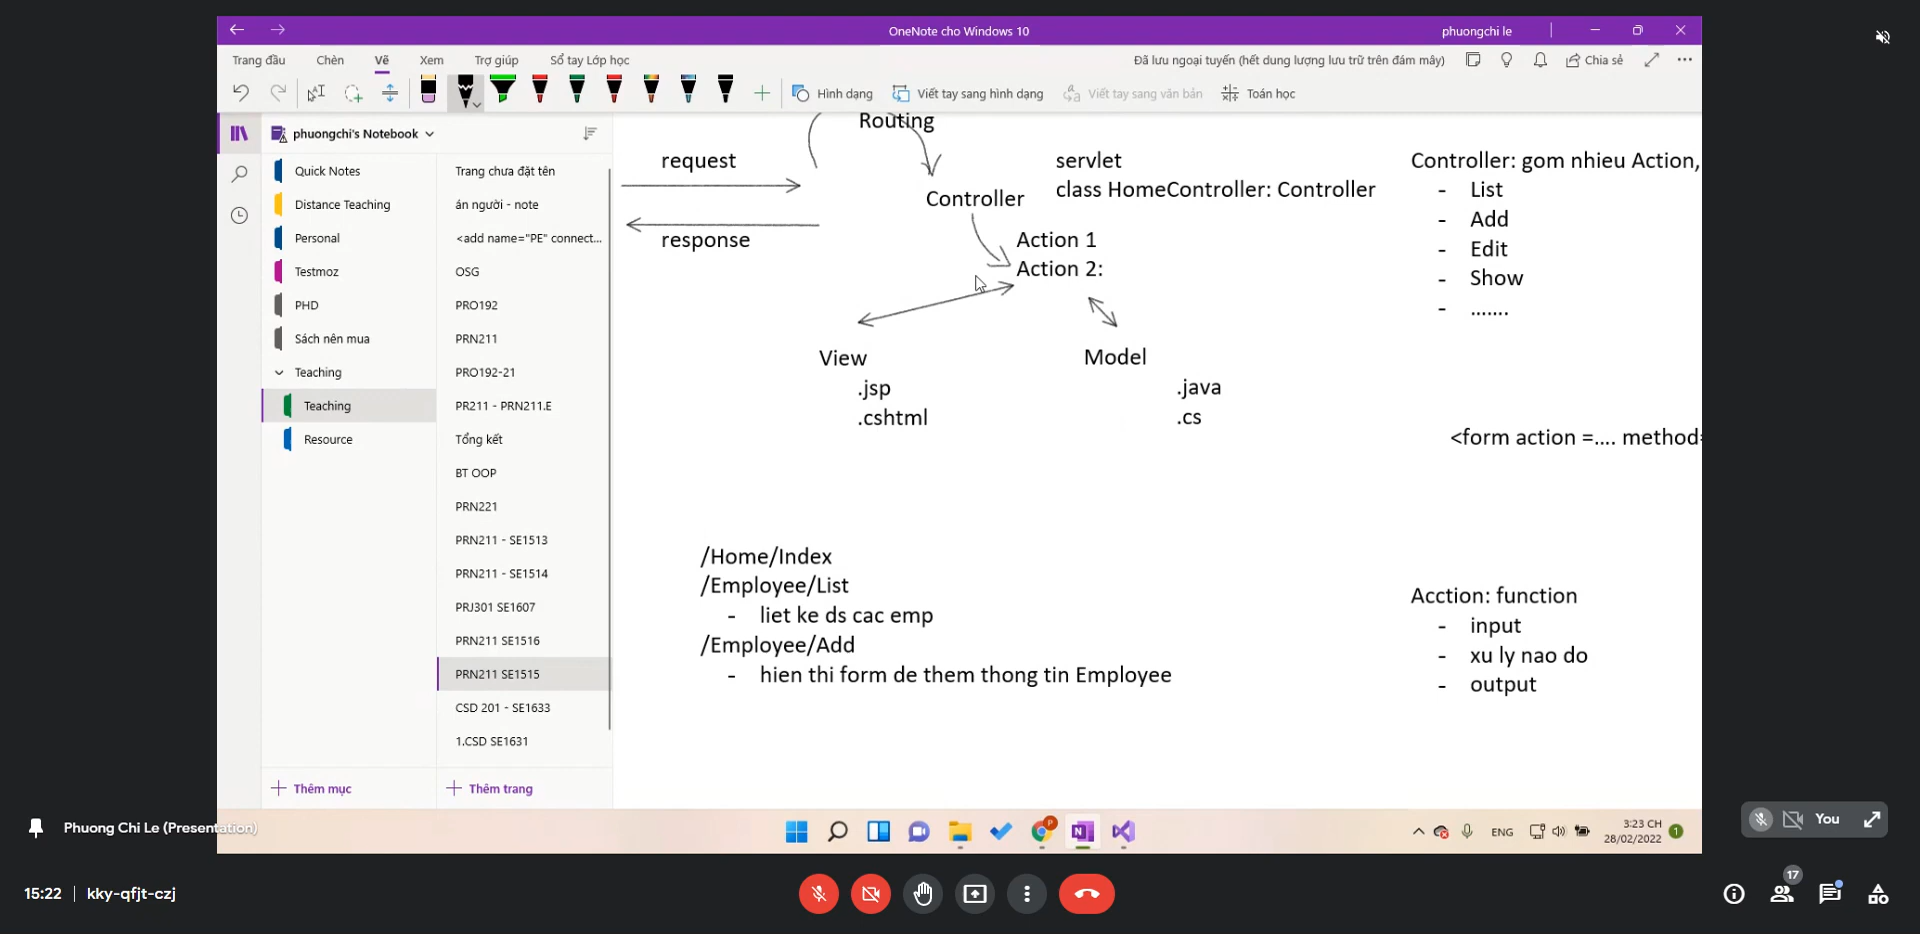 OneNote cho Windows 10
phuongchi le
Trang đầu
Chèn
Vẽ
Xem
Trợ giúp
Sổ tay Lớp học
Đã lưu ngoại tuyến (hết dung lượng lưu trữ trên đám mây)
Chia sẻ
Hình dạng
Viết tay sang hình dạng
Viết tay sang văn bản
Toán học
phuongchi's Notebook
Quick Notes
Distance Teaching
Personal
Testmoz
PHD
Sách nên mua
Teaching
Teaching
Resource
Thêm mục
Trang chưa đặt tên
án người - note
<add name="PE" connect...
OSG
PRO192
PRN211
PRO192-21
PR211 - PRN211.E
Tổng kết
BT OOP
PRN221
PRN211 - SE1513
PRN211 - SE1514
PRJ301 SE1607
PRN211 SE1516
PRN211 SE1515
CSD 201 - SE1633
1.CSD SE1631
Thêm trang
Routing
request
response
Controller
servlet
class HomeController: Controller
Action 1
Action 2:
View
.jsp
.cshtml
Model
.java
.cs
Controller: gom nhieu Action,
- List
- Add
- Edit
- Show
- .......
<form action =.... method=
/Home/Index
/Employee/List
- liet ke ds cac emp
/Employee/Add
- hien thi form de them thong tin Employee
Acction: function
- input
- xu ly nao do
- output
Phuong Chi Le (Presentation)
You
ENG
3:23 CH
28/02/2022
1
15:22 | kky-qfjt-czj
17